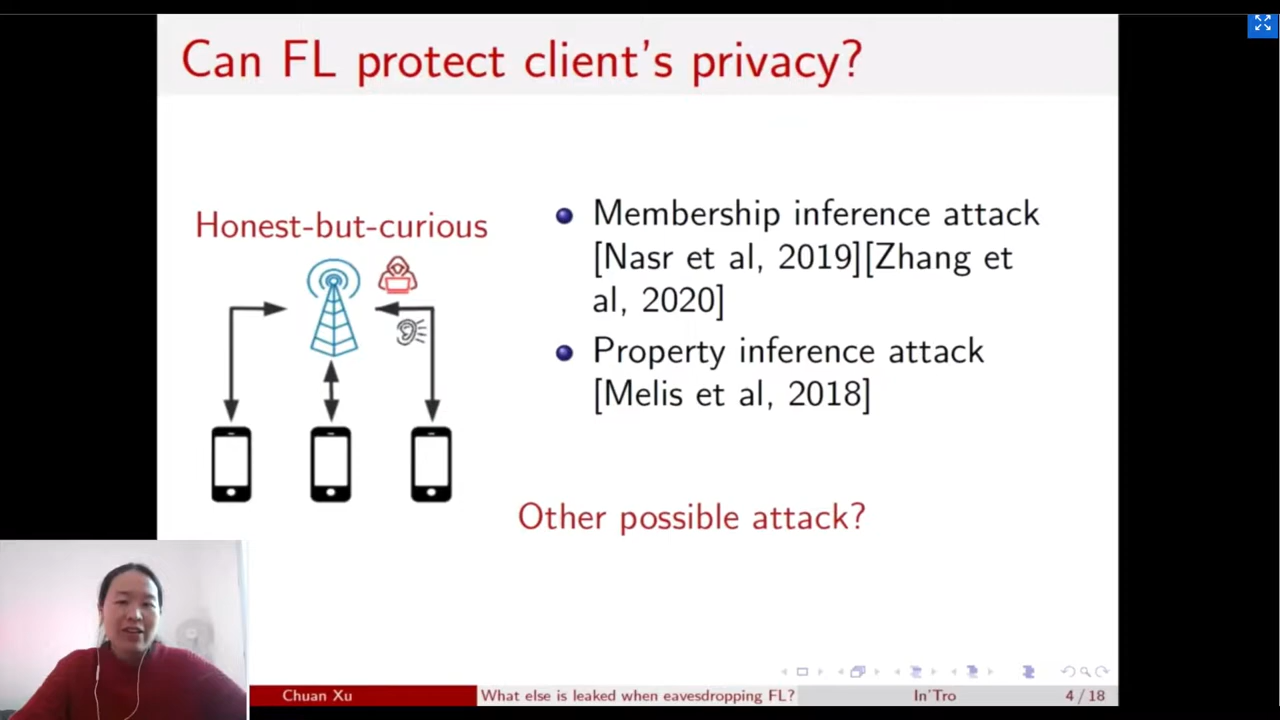 Can FL protect client's privacy?
Honest-but-curious
Membership inference attack
[Nasr et al, 2019][Zhang et
al, 2020]
Property inference attack
[Melis et al, 2018]
Other possible attack?
Chuan Xu
What else is leaked when eavesdropping FL?
In'Tro
4 / 18